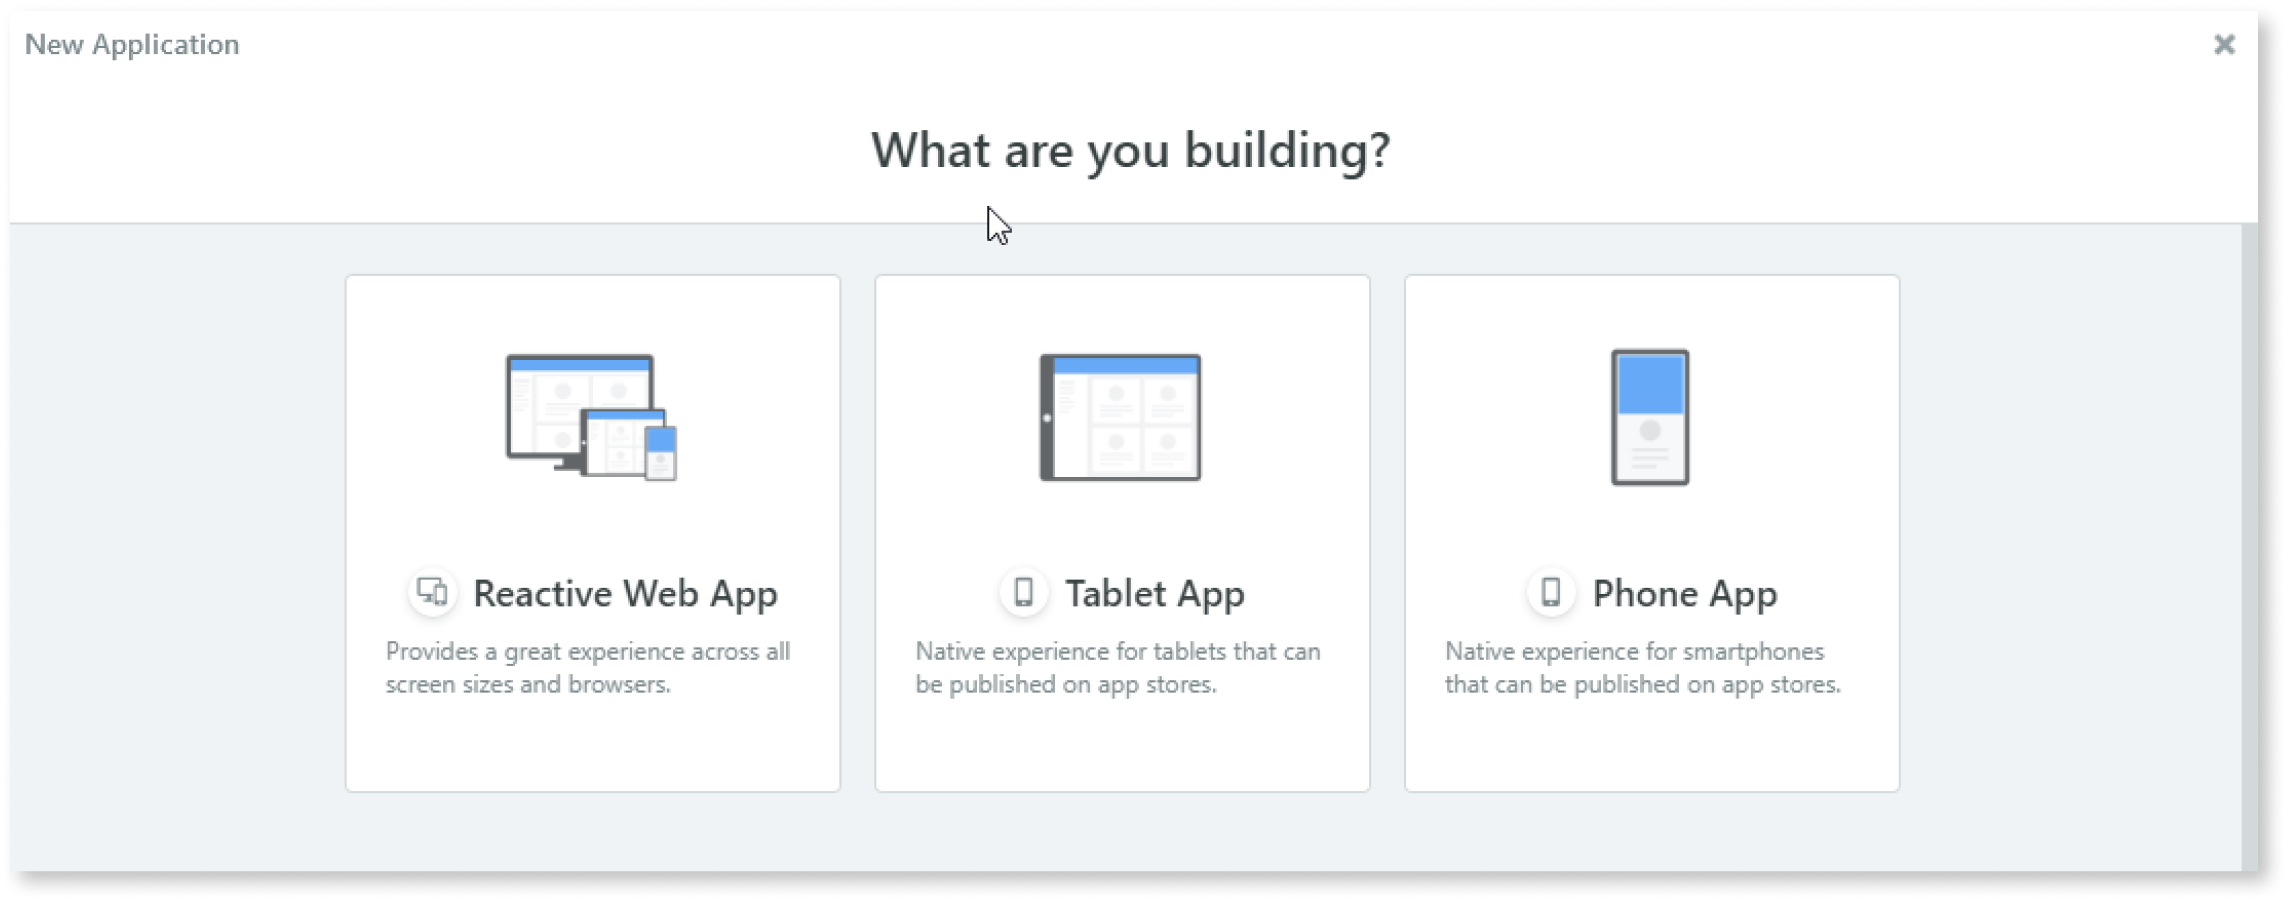 New Application
What are you building?
Reactive Web App
Provides a great experience across all
screen sizes and browsers.
Tablet App
Native experience for tablets that can
be published on app stores.
Phone App
Native experience for smartphones
that can be published on app stores.